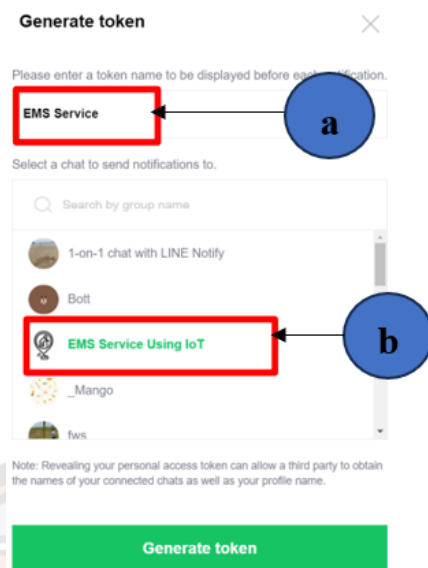 Generate token
Please enter a token name to be displayed before each notification.
EMS Service
a
Select a chat to send notifications to.
Search by group name
1-on-1 chat with LINE Notify
Bott
EMS Service Using IoT
b
_Mango
fws
Note: Revealing your personal access token can allow a third party to obtain
the names of your connected chats as well as your profile name.
Generate token